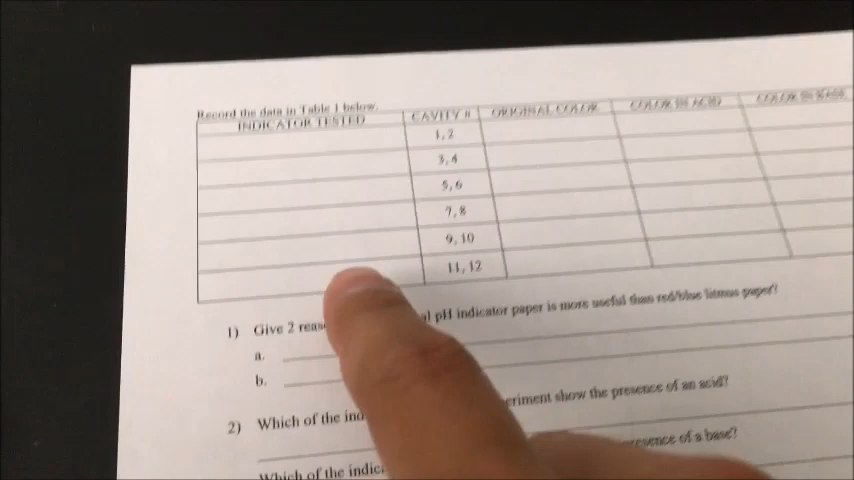 Record the data in Table 1 below.
INDICATOR TESTED CAVITY # ORIGINAL COLOR COLOR IN ACID COLOR IN BASE
1, 2
3, 4
5, 6
7, 8
9, 10
11, 12
1) Give 2 reas al pH indicator paper is more useful than red/blue litmus paper?
a.
b.
2) Which of the ind eriment show the presence of an acid?
Which of the indic presence of a base?